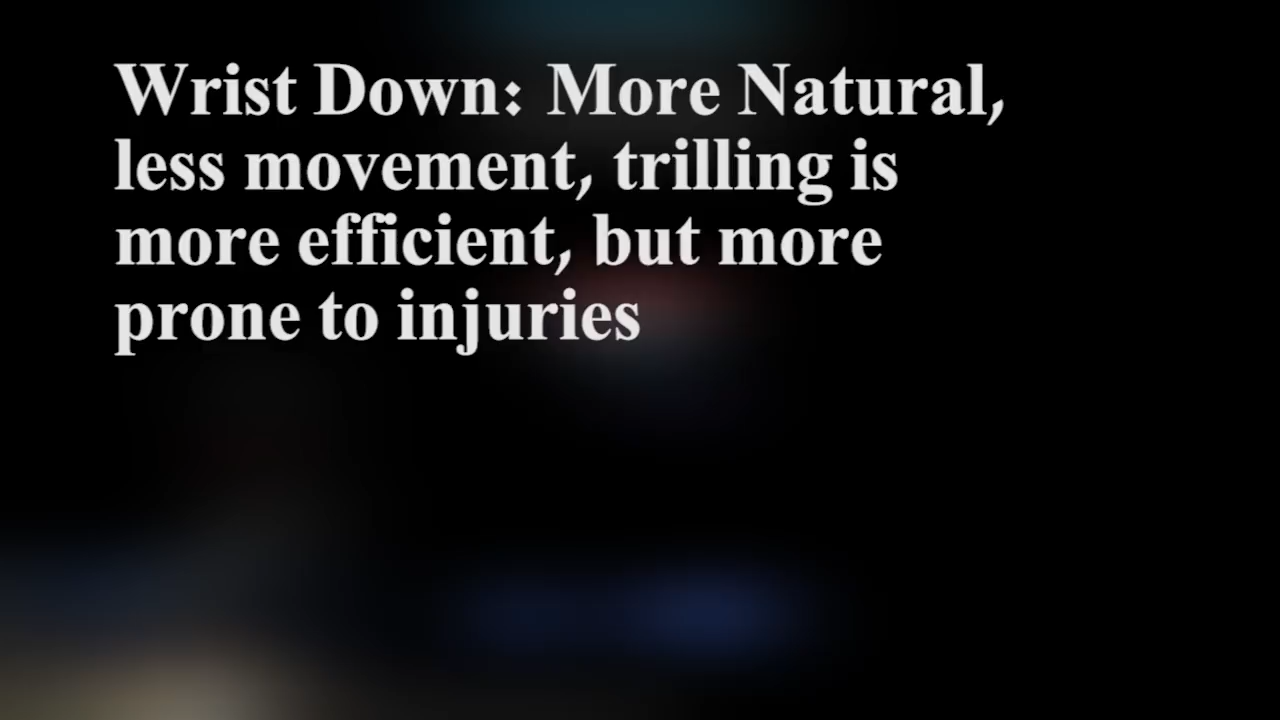 Wrist Down: More Natural,
less movement, trilling is
more efficient, but more
prone to injuries